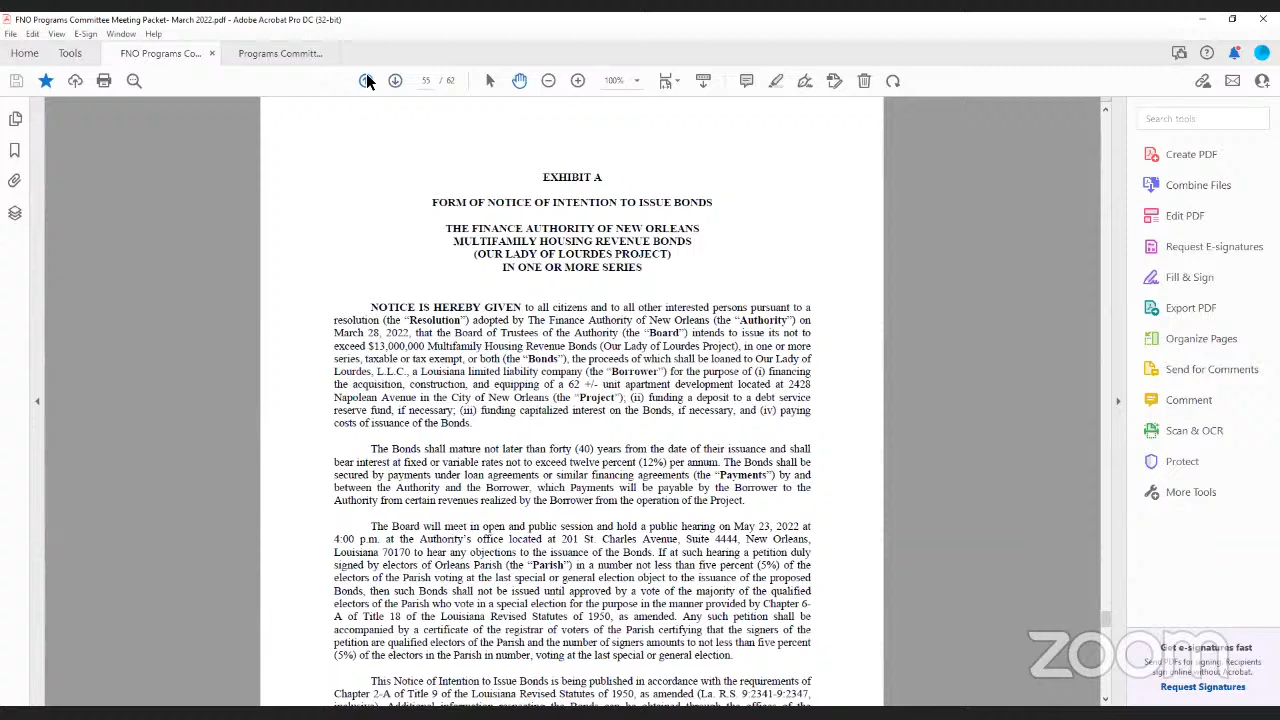 FNO Programs Committee Meeting Packet- March 2022.pdf - Adobe Acrobat Pro DC (32-bit)
File Edit View E-Sign Window Help
Home Tools FNO Programs Co... × Programs Committ...
55 / 62 100%
Search tools
Create PDF
Combine Files
Edit PDF
Request E-signatures
Fill & Sign
Export PDF
Organize Pages
Send for Comments
Comment
Scan & OCR
Protect
More Tools
EXHIBIT A
FORM OF NOTICE OF INTENTION TO ISSUE BONDS
THE FINANCE AUTHORITY OF NEW ORLEANS
MULTIFAMILY HOUSING REVENUE BONDS
(OUR LADY OF LOURDES PROJECT)
IN ONE OR MORE SERIES
NOTICE IS HEREBY GIVEN to all citizens and to all other interested persons pursuant to a
resolution (the “Resolution”) adopted by The Finance Authority of New Orleans (the “Authority”) on
March 28, 2022, that the Board of Trustees of the Authority (the “Board”) intends to issue its not to
exceed $13,000,000 Multifamily Housing Revenue Bonds (Our Lady of Lourdes Project), in one or more
series, taxable or tax exempt, or both (the “Bonds”), the proceeds of which shall be loaned to Our Lady of
Lourdes, L.L.C., a Louisiana limited liability company (the “Borrower”) for the purpose of (i) financing
the acquisition, construction, and equipping of a 62 +/- unit apartment development located at 2428
Napolean Avenue in the City of New Orleans (the “Project”); (ii) funding a deposit to a debt service
reserve fund, if necessary; (iii) funding capitalized interest on the Bonds, if necessary, and (iv) paying
costs of issuance of the Bonds.
The Bonds shall mature not later than forty (40) years from the date of their issuance and shall
bear interest at fixed or variable rates not to exceed twelve percent (12%) per annum. The Bonds shall be
secured by payments under loan agreements or similar financing agreements (the “Payments”) by and
between the Authority and the Borrower, which Payments will be payable by the Borrower to the
Authority from certain revenues realized by the Borrower from the operation of the Project.
The Board will meet in open and public session and hold a public hearing on May 23, 2022 at
4:00 p.m. at the Authority’s office located at 201 St. Charles Avenue, Suite 4444, New Orleans,
Louisiana 70170 to hear any objections to the issuance of the Bonds. If at such hearing a petition duly
signed by electors of Orleans Parish (the “Parish”) in a number not less than five percent (5%) of the
electors of the Parish voting at the last special or general election object to the issuance of the proposed
Bonds, then such Bonds shall not be issued until approved by a vote of the majority of the qualified
electors of the Parish who vote in a special election for the purpose in the manner provided by Chapter 6-
A of Title 18 of the Louisiana Revised Statutes of 1950, as amended. Any such petition shall be
accompanied by a certificate of the registrar of voters of the Parish certifying that the signers of the
petition are qualified electors of the Parish and the number of signers amounts to not less than five percent
(5%) of the electors in the Parish in number, voting at the last special or general election.
This Notice of Intention to Issue Bonds is being published in accordance with the requirements of
Chapter 2-A of Title 9 of the Louisiana Revised Statutes of 1950, as amended (La. R.S. 9:2341-9:2347,
inclusive). Additional information respecting the Bonds can be obtained through the offices of the
zoom
Get e-signatures fast
Send PDFs for signing. Recipients
sign online without Acrobat.
Request Signatures